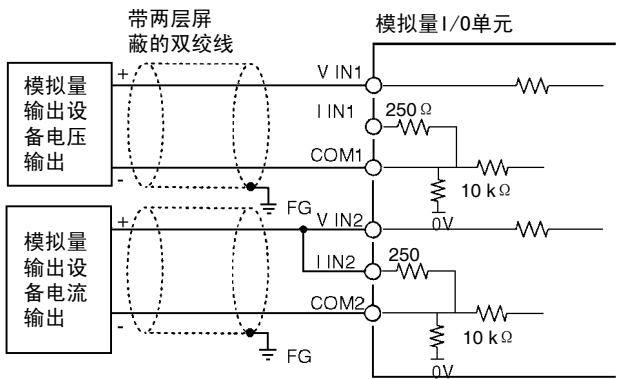 带两层屏
蔽的双绞线
模拟量I/O单元
模拟量
输出设
备电压
输出
+
-
V IN1
I IN1
250Ω
COM1
10 kΩ
0V
FG
模拟量
输出设
备电流
输出
+
-
V IN2
I IN2
250
COM2
10 kΩ
0V
FG